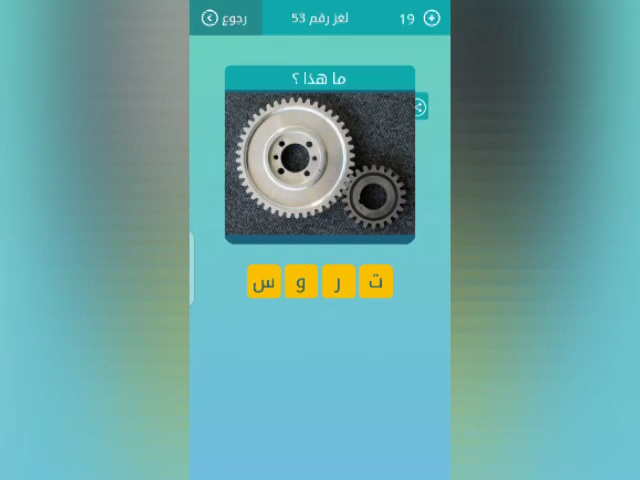 رجوع لغز رقم 53 19
ما هذا ؟
ت ر و س